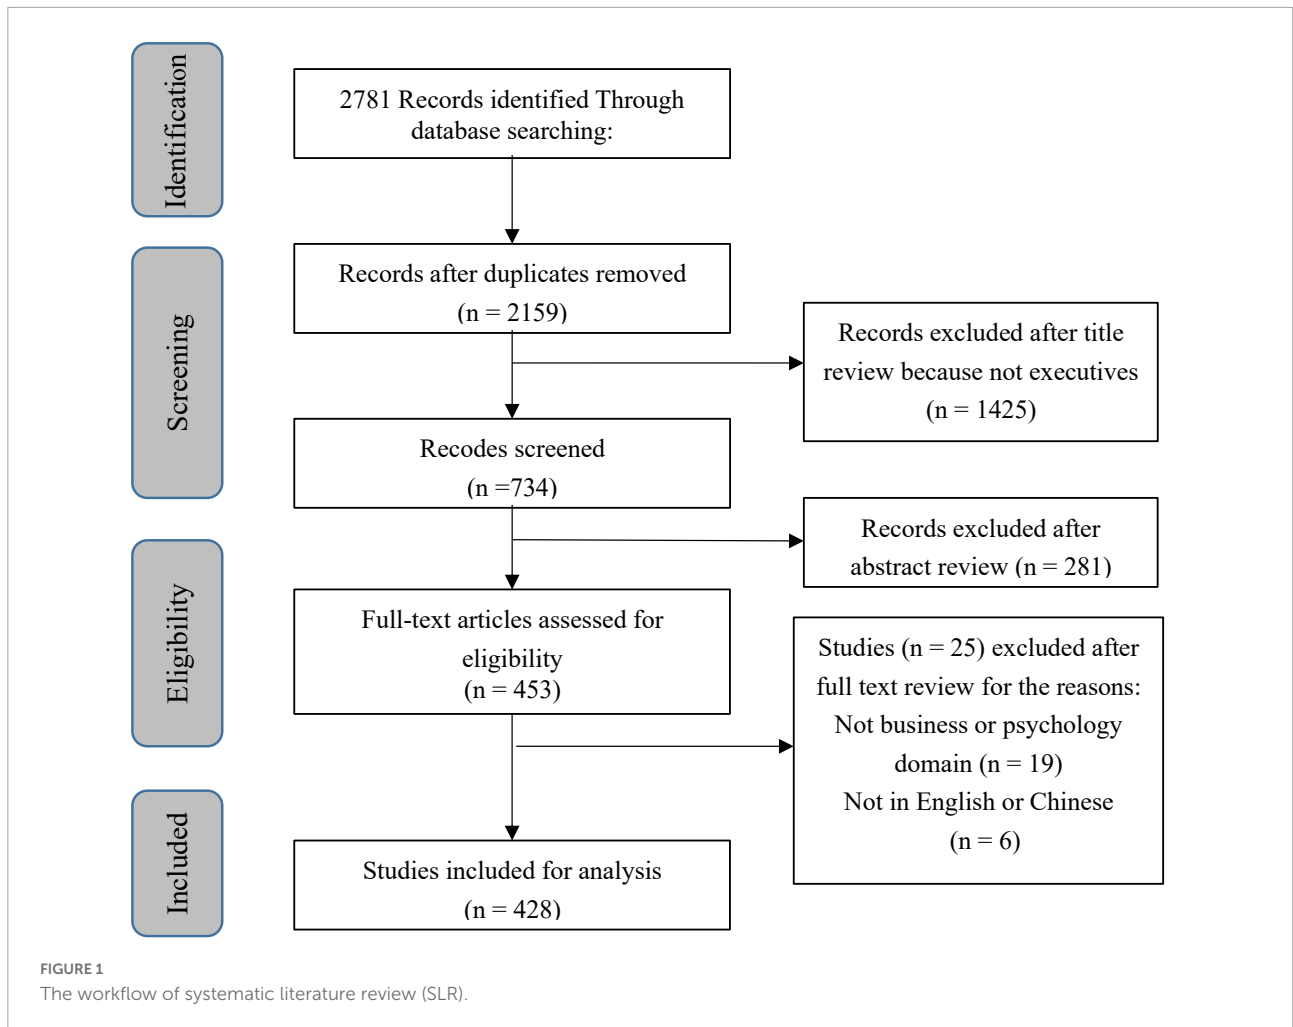 Identification
2781 Records identified Through
database searching:
Screening
Records after duplicates removed
(n = 2159)
Records excluded after title
review because not executives
(n = 1425)
Recodes screened
(n =734)
Records excluded after
abstract review (n = 281)
Eligibility
Full-text articles assessed for
eligibility
(n = 453)
Studies (n = 25) excluded after
full text review for the reasons:
Not business or psychology
domain (n = 19)
Not in English or Chinese
(n = 6)
Included
Studies included for analysis
(n = 428)
FIGURE 1
The workflow of systematic literature review (SLR).